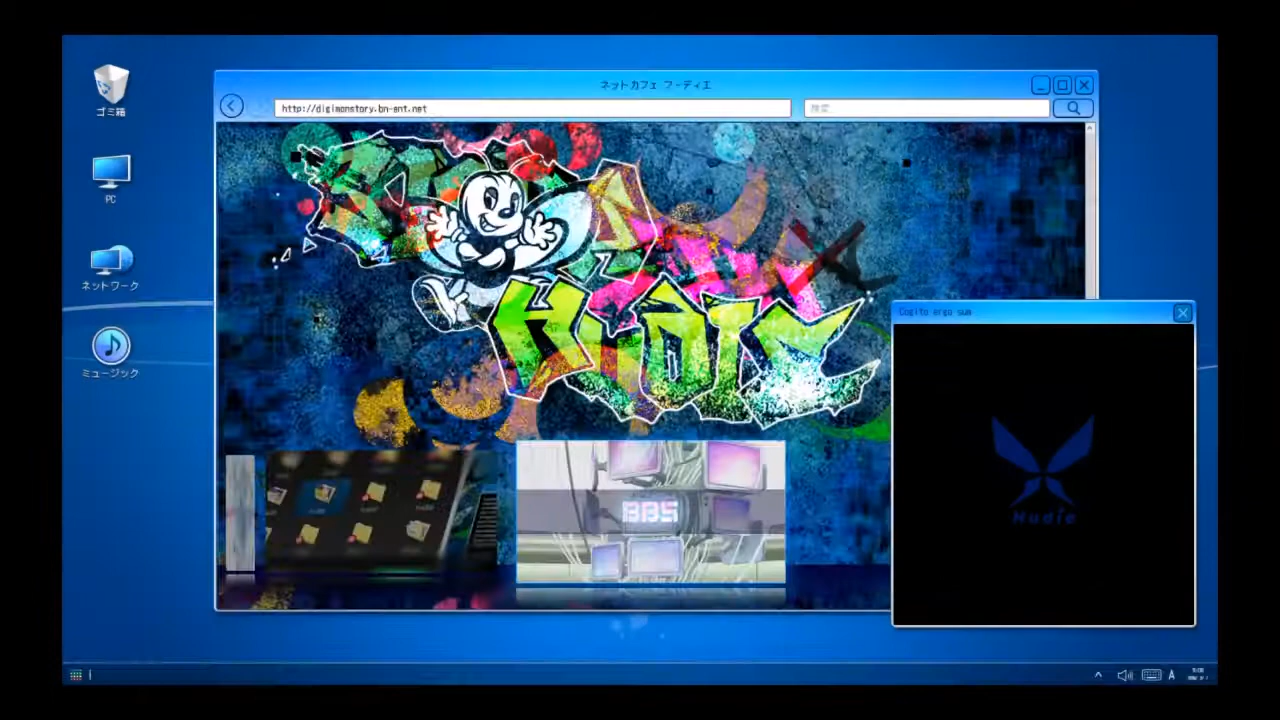 ネットカフェ フーディエ
http://digimonstory.bn-ent.net
検索
ゴミ箱
PC
ネットワーク
ミュージック
Hudie
Cogito ergo sum
BBS
Hudie
A